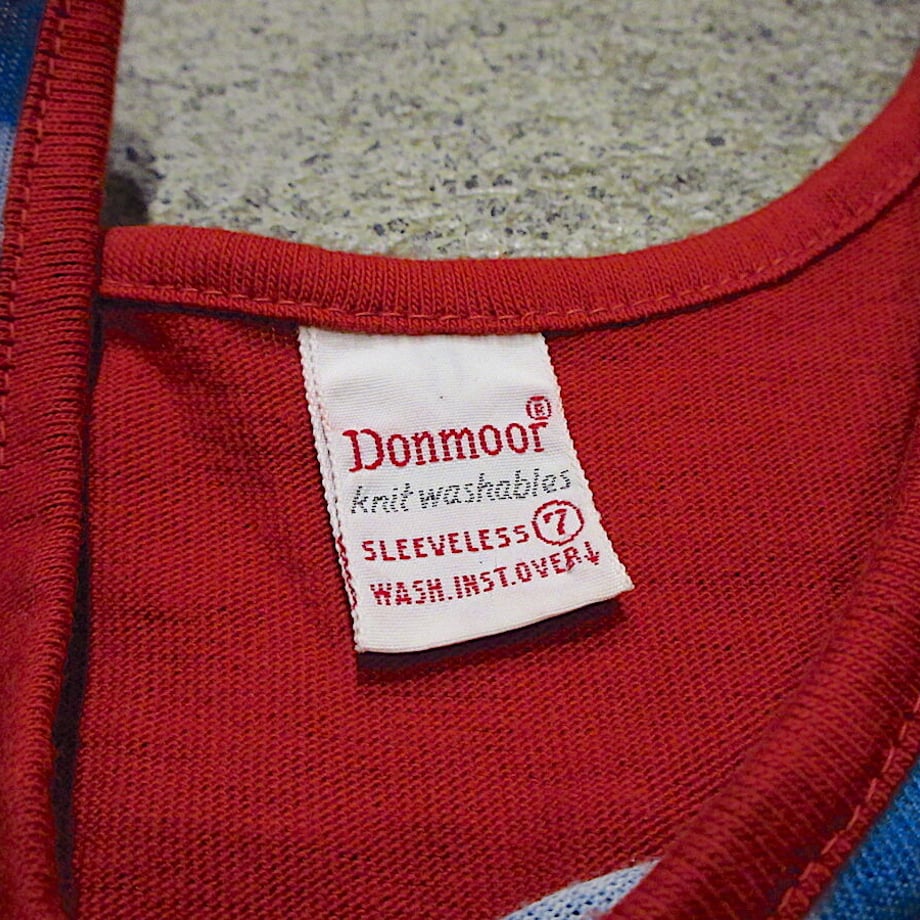 Donmoor®
knit washables
SLEEVELESS 7
WASH.INST.OVER↓